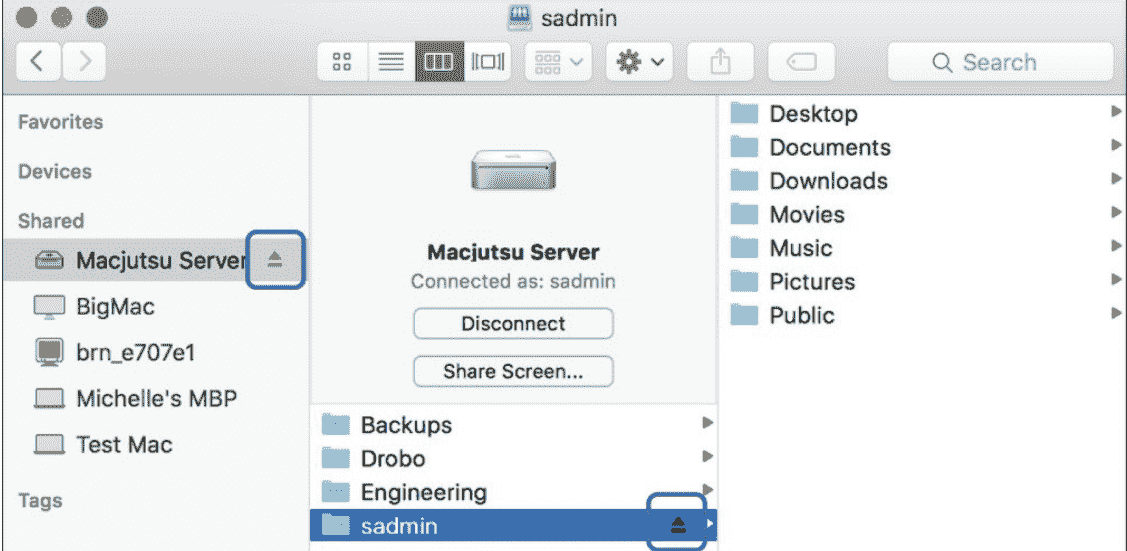 sadmin
Search
Favorites
Devices
Shared
Macjutsu Server
BigMac
brn_e707e1
Michelle's MBP
Test Mac
Tags
Macjutsu Server
Connected as: sadmin
Disconnect
Share Screen...
Backups
Drobo
Engineering
sadmin
Desktop
Documents
Downloads
Movies
Music
Pictures
Public